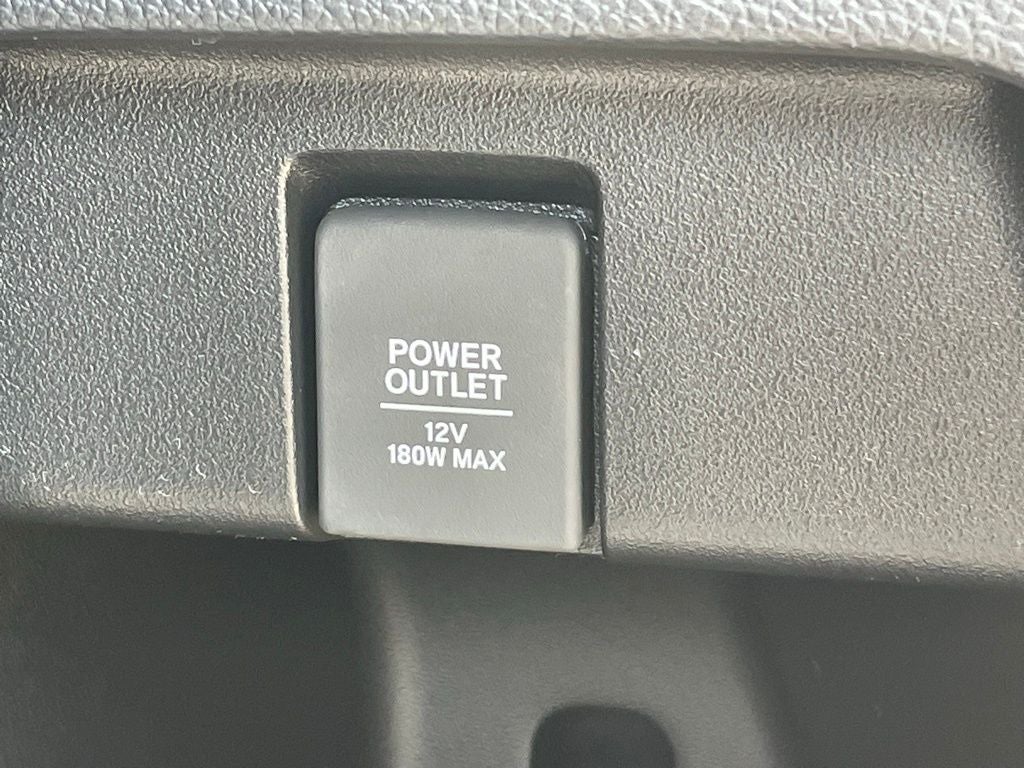 POWER
OUTLET
12V
180W MAX